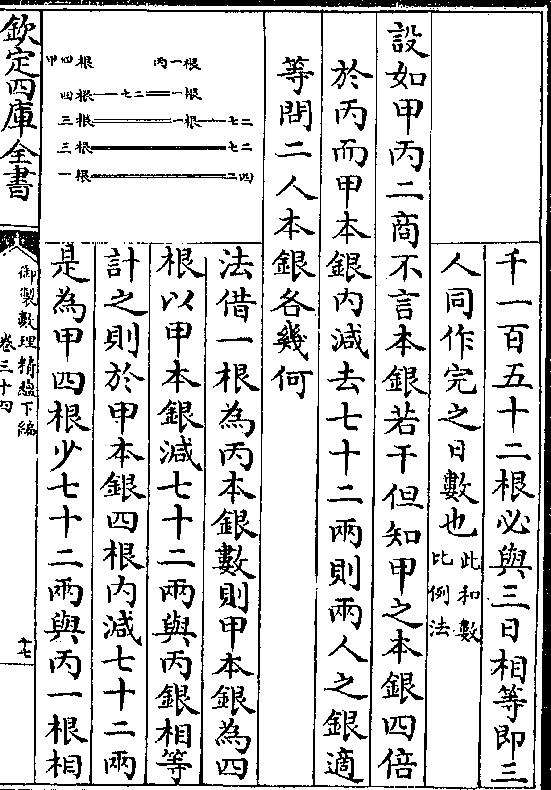 千一百五十二根必與三日相等即三
人同作完之日數也此和數比例法
設如甲丙二商不言本銀若干但知甲之本銀四倍
於丙而甲本銀內減去七十二兩則兩人之銀適
等問二人本銀各幾何
甲四根 丙一根
四根 七二 一根
三根 一根 七二
三根 七二
一根 四二
法借一根為丙本銀數則甲本銀為四
根以甲本銀減七十二兩與丙銀相等
計之則於甲本銀四根內減七十二兩
是為甲四根少七十二兩與丙一根相
欽定四庫全書
御製數理精蘊下編
卷三十四
十七